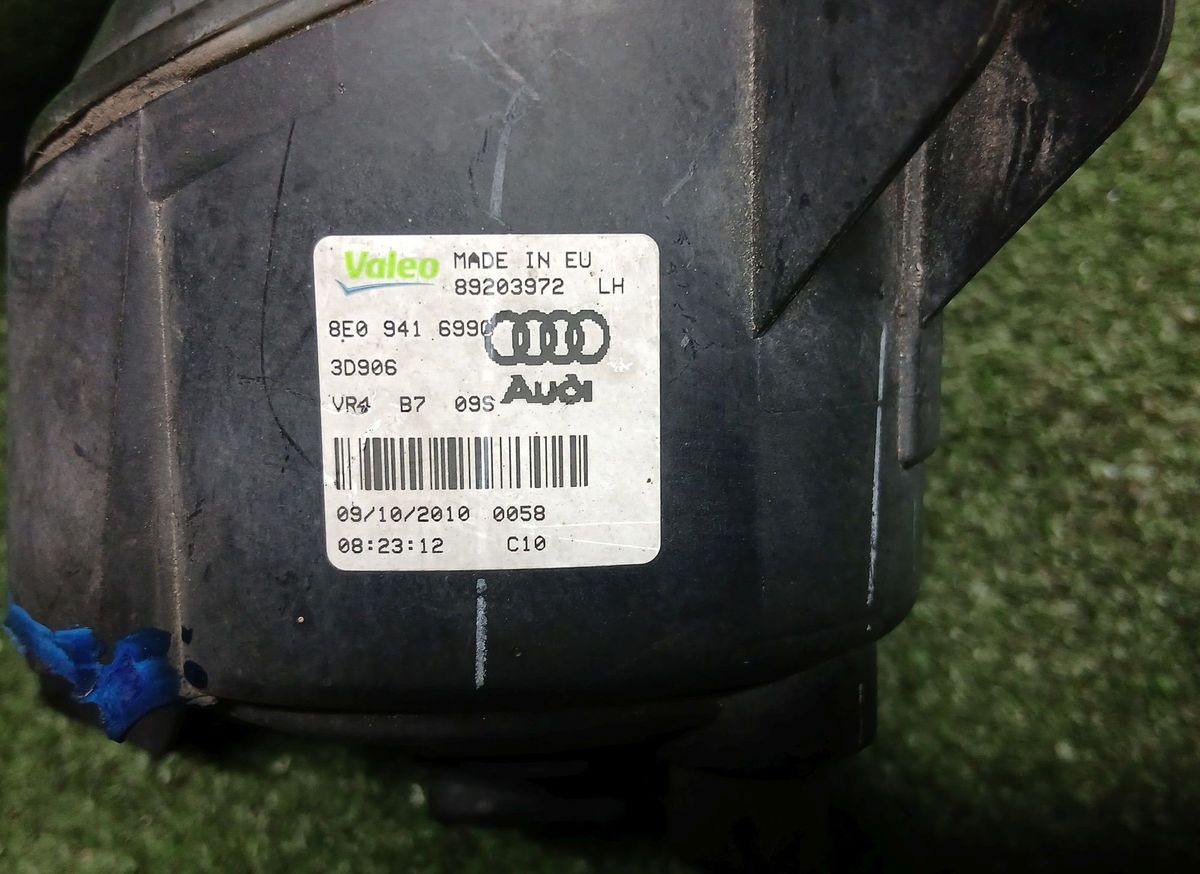 Valeo MADE IN EU
89203972 LH
8E0 941 699
3D906
Audi
VR4 B7 09S
09/10/2010 0058
08:23:12 C10